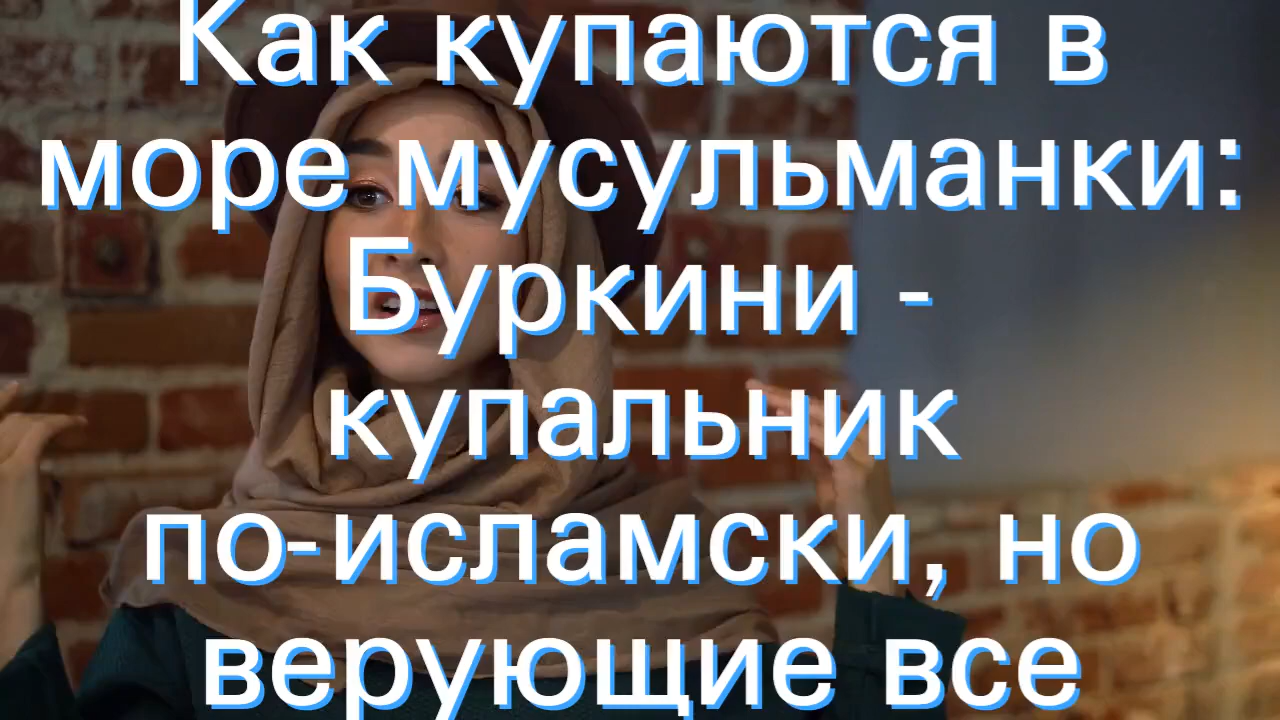 Как купаются в
море мусульманки:
Буркини -
купальник
по-исламски, но
верующие все